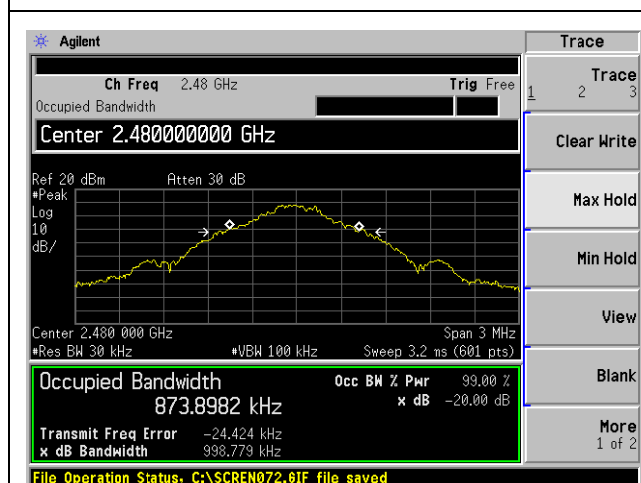 Agilent
Trace
Ch Freq 2.48 GHz Trig Free
Occupied Bandwidth
Center 2.480000000 GHz
Ref 20 dBm Atten 30 dB
#Peak
Log
10
dB/
Center 2.480 000 GHz Span 3 MHz
#Res BW 30 kHz #VBW 100 kHz Sweep 3.2 ms (601 pts)
Occupied Bandwidth Occ BW % Pwr 99.00 %
873.8982 kHz x dB -20.00 dB
Transmit Freq Error -24.424 kHz
x dB Bandwidth 998.779 kHz
File Operation Status, C:\SCREN072.GIF file saved
Trace
1 2 3
Clear Write
Max Hold
Min Hold
View
Blank
More
1 of 2